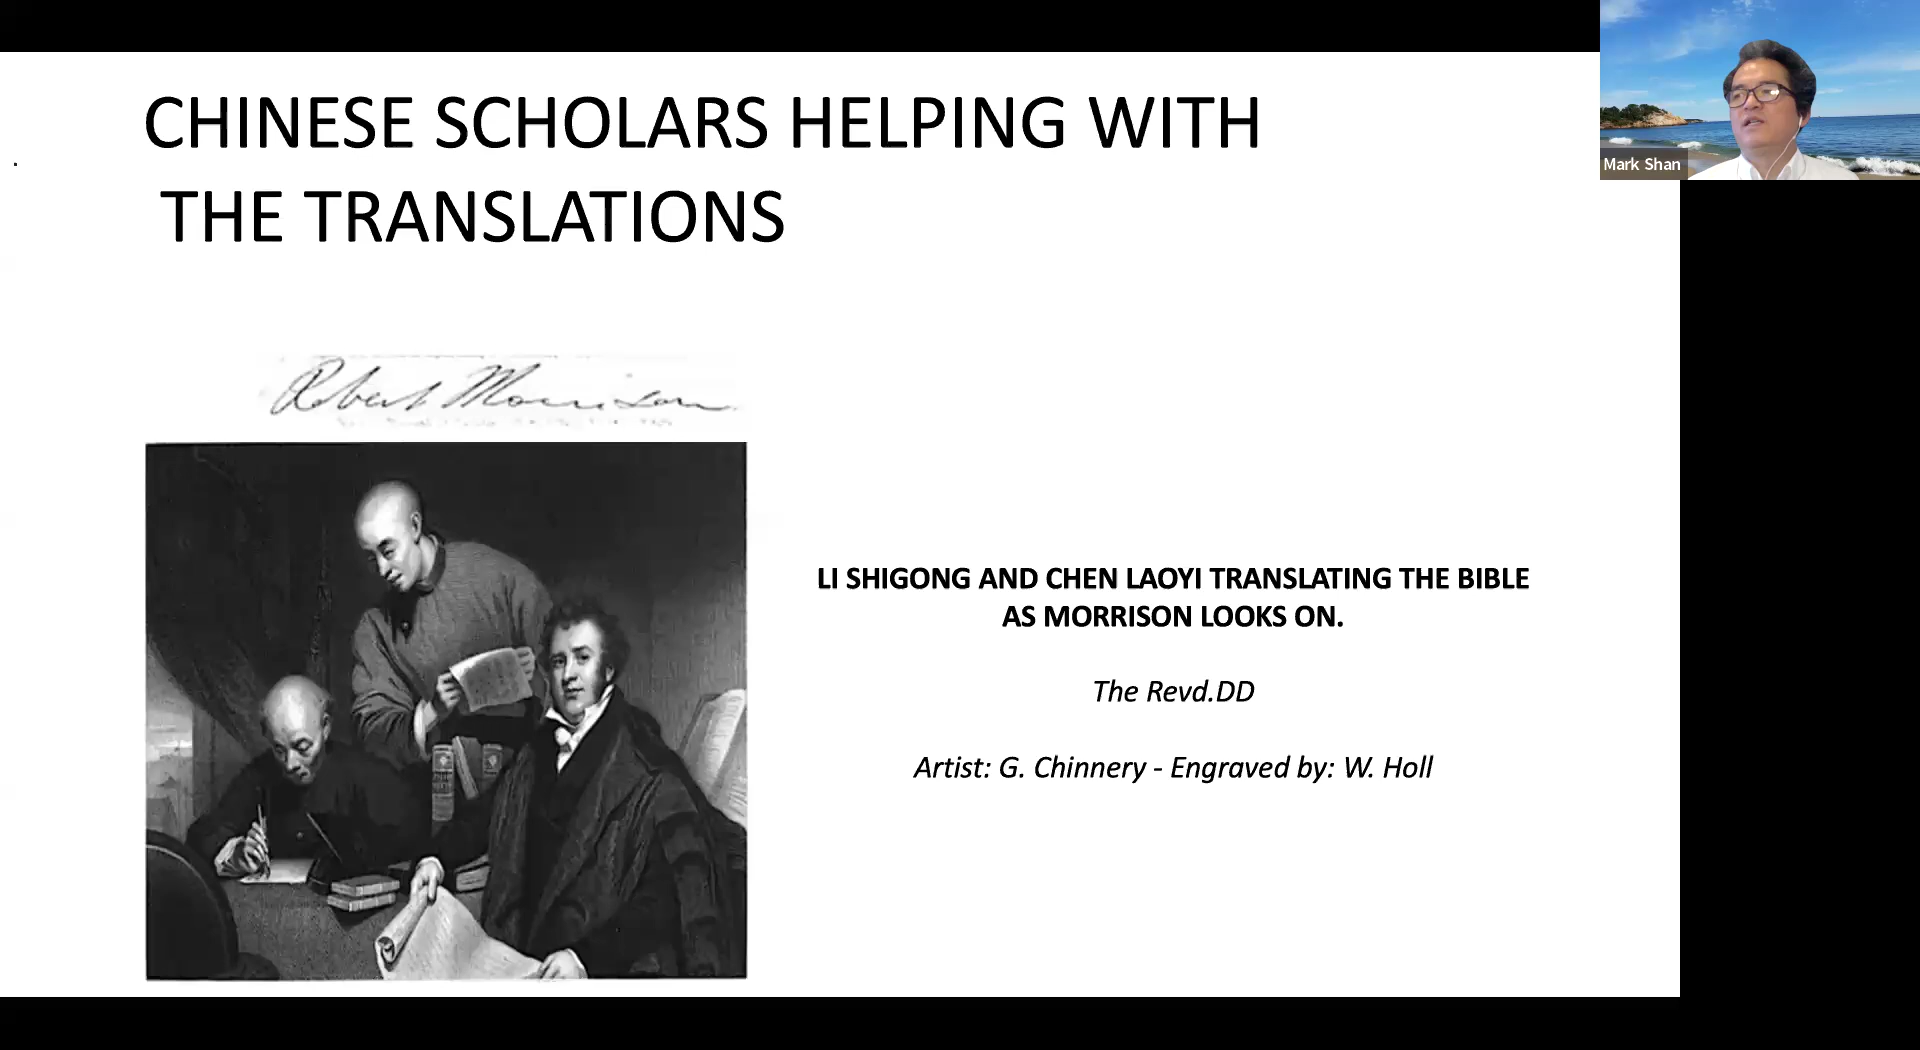 CHINESE SCHOLARS HELPING WITH
THE TRANSLATIONS
Mark Shan
Robert Morrison
LI SHIGONG AND CHEN LAOYI TRANSLATING THE BIBLE
AS MORRISON LOOKS ON.
The Revd.DD
Artist: G. Chinnery - Engraved by: W. Holl